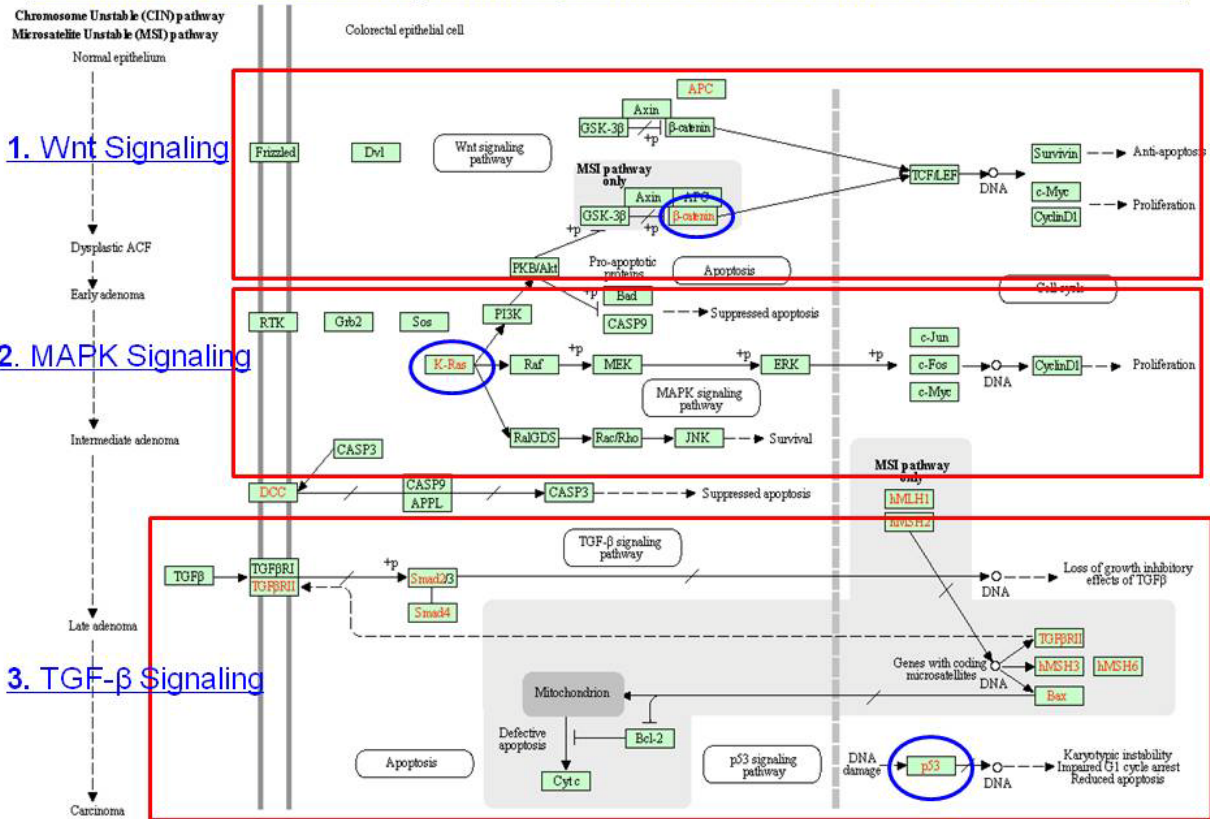 Chromosome Unstable (CIN) pathway
Microsatelite Unstable (MSI) pathway
Colorectal epithelial cell
Normal epithelium
APC
Axin
GSK-3β
+p
β-catenin
1. Wnt Signaling
Frizzled
Dvl
Wnt signaling
pathway
MSI pathway
only
Axin
APC
GSK-3β
+p
β-catenin
TCF/LEF
DNA
Survivin
Anti-apoptosis
c-Myc
CyclinD1
Proliferation
Dysplastic ACF
+p
PKB/Akt
Pro-apoptotic
proteins
Apoptosis
Cell cycle
Early adenoma
+p
Bad
CASP9
Suppressed apoptosis
RTK
Grb2
Sos
PI3K
2. MAPK Signaling
K-Ras
Raf
+p
MEK
+p
ERK
+p
c-Jun
c-Fos
c-Myc
DNA
CyclinD1
Proliferation
MAPK signaling
pathway
Intermediate adenoma
RalGDS
Rac/Rho
JNK
Survival
CASP3
MSI pathway
only
DCC
CASP9
APPL
CASP3
Suppressed apoptosis
hMLH1
hMSH2
TGF-β signaling
pathway
TGFβ
TGFβRI
TGFβRII
+p
Smad2/3
Smad4
DNA
Loss of growth inhibitory
effects of TGFβ
Late adenoma
TGFβRII
Genes with coding
microsatellites
DNA
hMSH3
hMSH6
Bax
3. TGF-β Signaling
Mitochondrion
Defective
apoptosis
Bcl-2
Cyt c
Apoptosis
p53 signaling
pathway
DNA
damage
p53
DNA
Karyotypic instability
Impaired G1 cycle arrest
Reduced apoptosis
Carcinoma